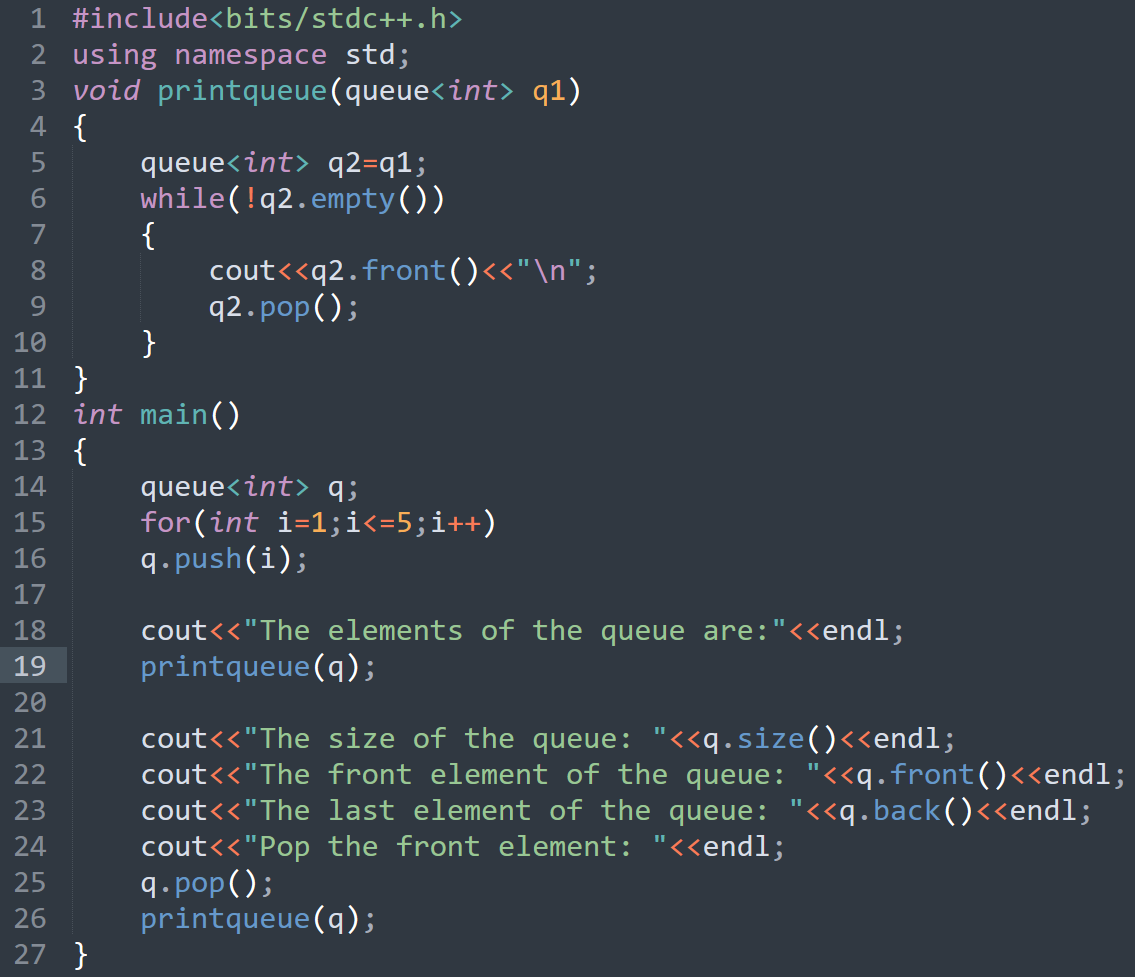 1 #include<bits/stdc++.h>
2 using namespace std;
3 void printqueue(queue<int> q1)
4 {
5     queue<int> q2=q1;
6     while(!q2.empty())
7     {
8         cout<<q2.front()<<"\n";
9         q2.pop();
10     }
11 }
12 int main()
13 {
14     queue<int> q;
15     for(int i=1;i<=5;i++)
16     q.push(i);
17
18     cout<<"The elements of the queue are:"<<endl;
19     printqueue(q);
20
21     cout<<"The size of the queue: "<<q.size()<<endl;
22     cout<<"The front element of the queue: "<<q.front()<<endl;
23     cout<<"The last element of the queue: "<<q.back()<<endl;
24     cout<<"Pop the front element: "<<endl;
25     q.pop();
26     printqueue(q);
27 }